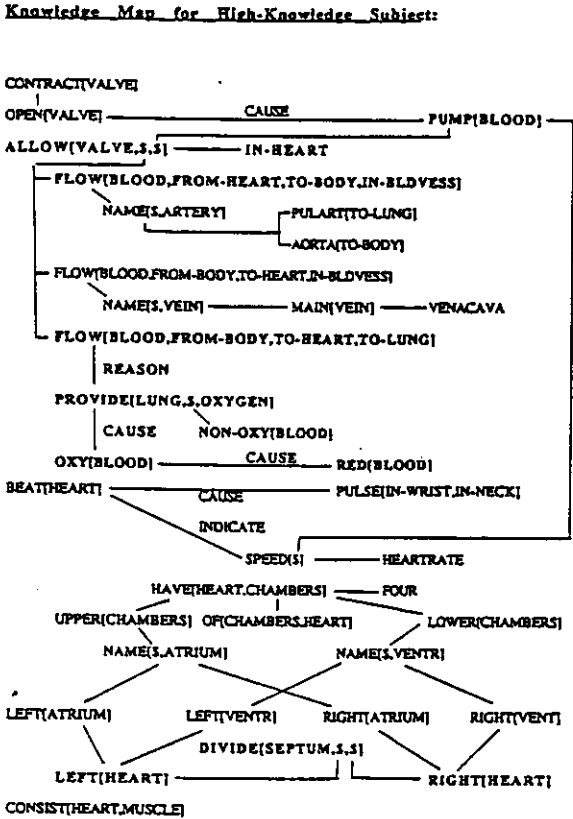 Knowledge Map for High-Knowledge Subject:
CONTRACT[VALVE]
OPEN[VALVE] CAUSE PUMP[BLOOD]
ALLOW[VALVE,$,$] IN-HEART
FLOW[BLOOD,FROM-HEART,TO-BODY,IN-BLDVESS]
NAME[$,ARTERY] PULART[TO-LUNG]
AORTA[TO-BODY]
FLOW[BLOOD,FROM-BODY,TO-HEART,IN-BLDVESS]
NAME[$,VEIN] MAIN[VEIN] VENACAVA
FLOW[BLOOD,FROM-BODY,TO-HEART,TO-LUNG]
REASON
PROVIDE[LUNG,$,OXYGEN]
CAUSE NON-OXY[BLOOD]
OXY[BLOOD] CAUSE RED[BLOOD]
BEAT[HEART] CAUSE PULSE[IN-WRIST,IN-NECK]
INDICATE
SPEED[$] HEARTRATE
HAVE[HEART,CHAMBERS] FOUR
UPPER[CHAMBERS] OF[CHAMBERS,HEART] LOWER[CHAMBERS]
NAME[$,ATRIUM] NAME[$,VENTR]
LEFT[ATRIUM] LEFT[VENTR] RIGHT[ATRIUM] RIGHT[VENT]
DIVIDE[SEPTUM,$,$]
LEFT[HEART] RIGHT[HEART]
CONSIST[HEART,MUSCLE]